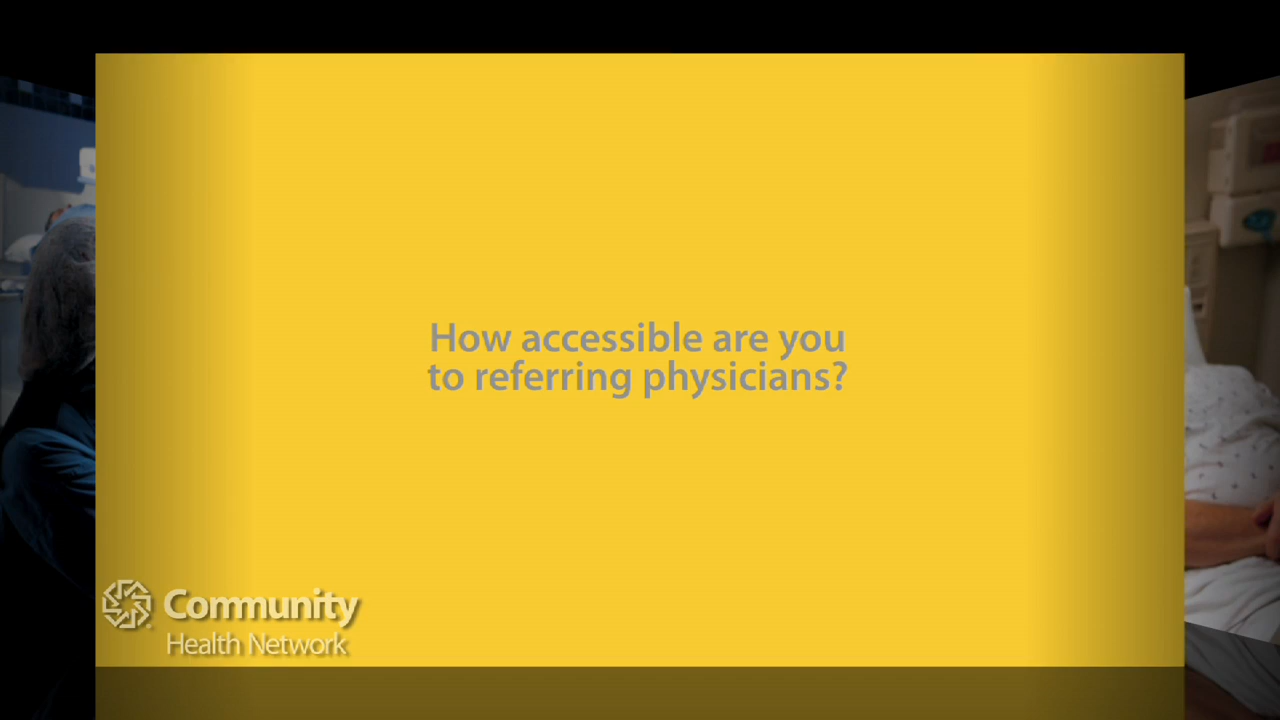 How accessible are you
to referring physicians?
Community
Health Network